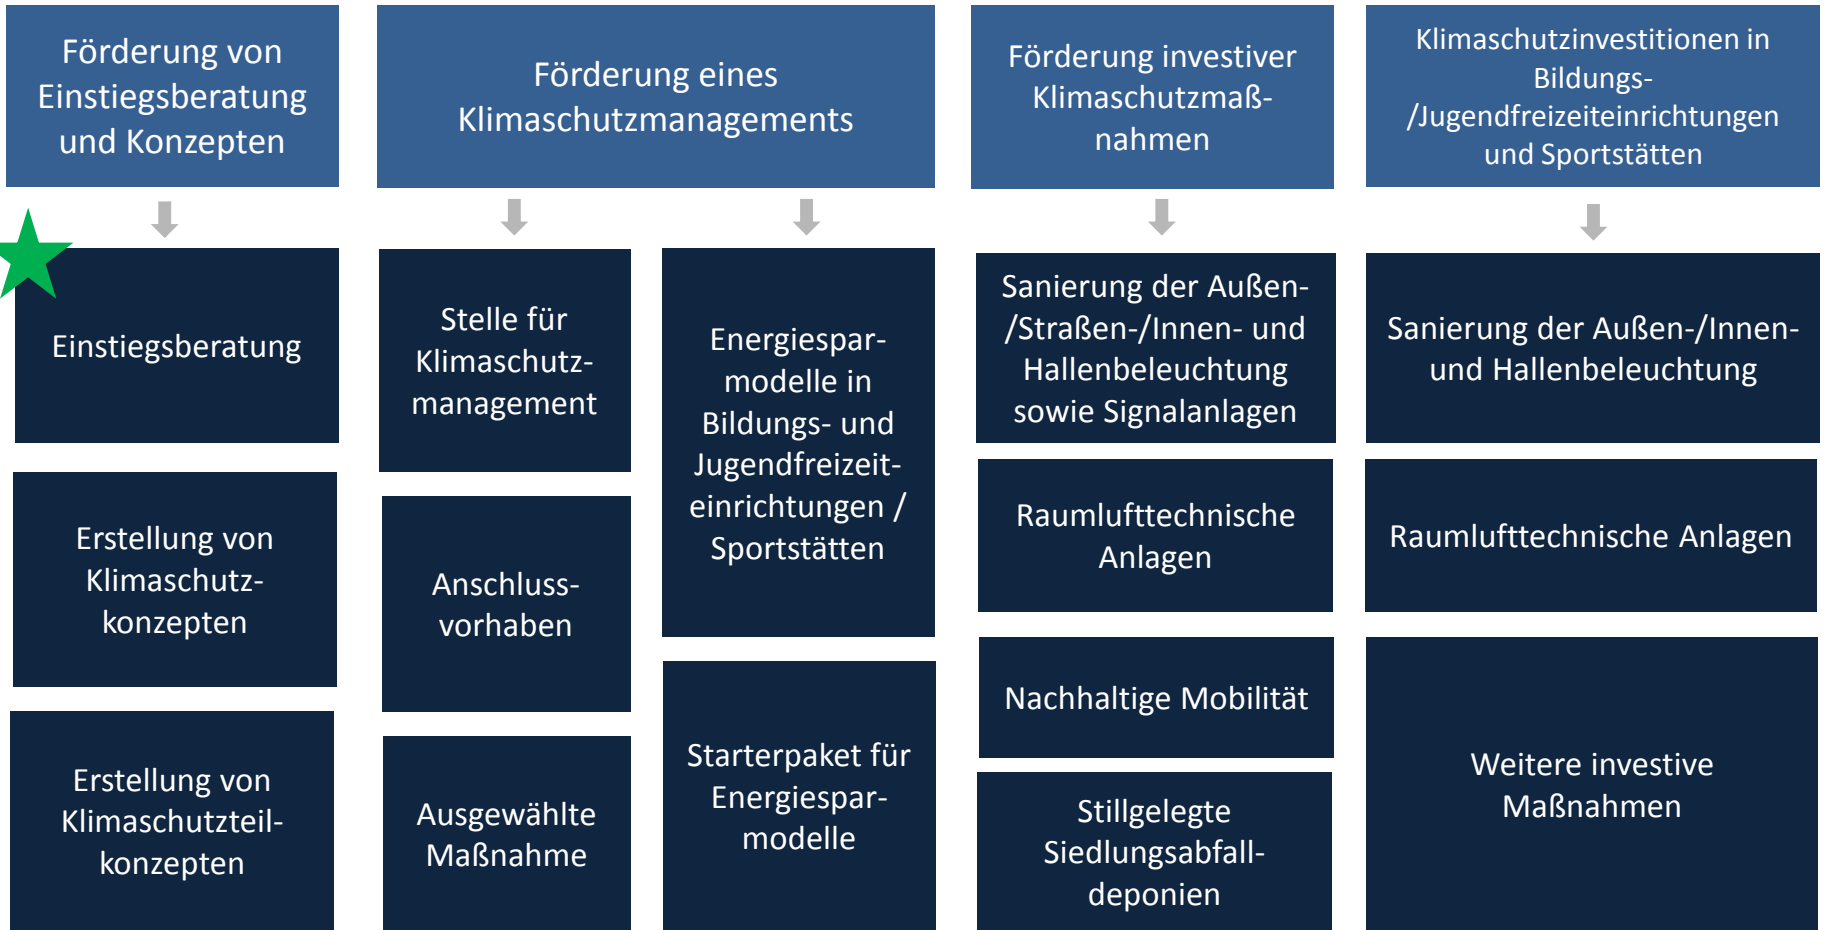 Förderung von
Einstiegsberatung
und Konzepten
Förderung eines
Klimaschutzmanagements
Förderung investiver
Klimaschutzmaß-
nahmen
Klimaschutzinvestitionen in
Bildungs-
/Jugendfreizeiteinrichtungen
und Sportstätten
Einstiegsberatung
Erstellung von
Klimaschutz-
konzepten
Erstellung von
Klimaschutzteil-
konzepten
Stelle für
Klimaschutz-
management
Anschluss-
vorhaben
Ausgewählte
Maßnahme
Energiespar-
modelle in
Bildungs- und
Jugendfreizeit-
einrichtungen /
Sportstätten
Starterpaket für
Energiespar-
modelle
Sanierung der Außen-
/Straßen-/Innen- und
Hallenbeleuchtung
sowie Signalanlagen
Raumlufttechnische
Anlagen
Nachhaltige Mobilität
Stillgelegte
Siedlungsabfall-
deponien
Sanierung der Außen-/Innen-
und Hallenbeleuchtung
Raumlufttechnische Anlagen
Weitere investive
Maßnahmen